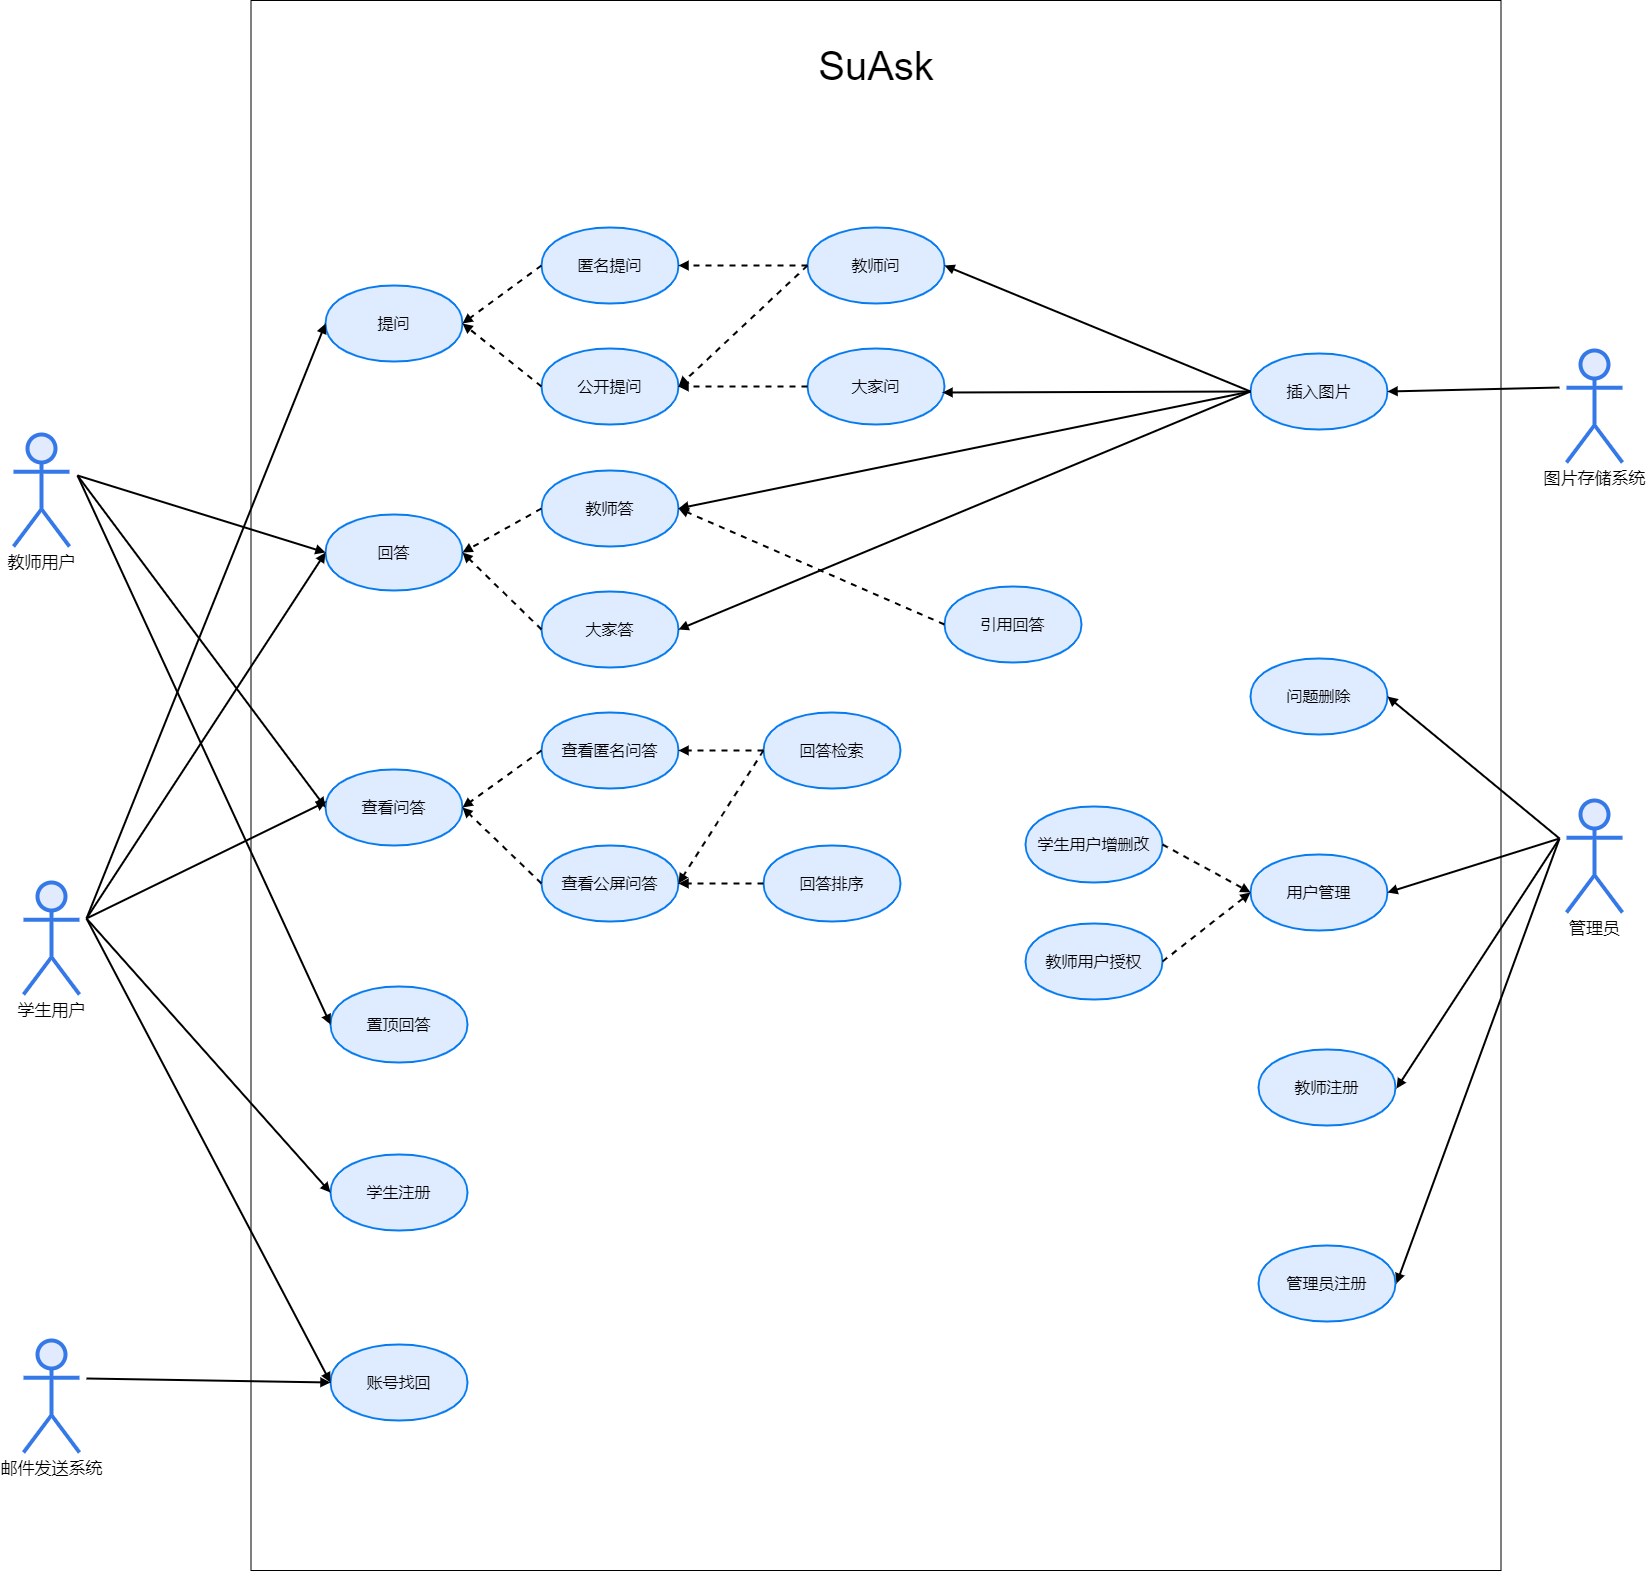 SuAsk
匿名提问
教师问
提问
公开提问
大家问
插入图片
图片存储系统
教师用户
教师答
回答
大家答
引用回答
问题删除
查看匿名问答
回答检索
查看问答
学生用户增删改
查看公屏问答
回答排序
用户管理
管理员
教师用户授权
学生用户
置顶回答
教师注册
学生注册
管理员注册
账号找回
邮件发送系统